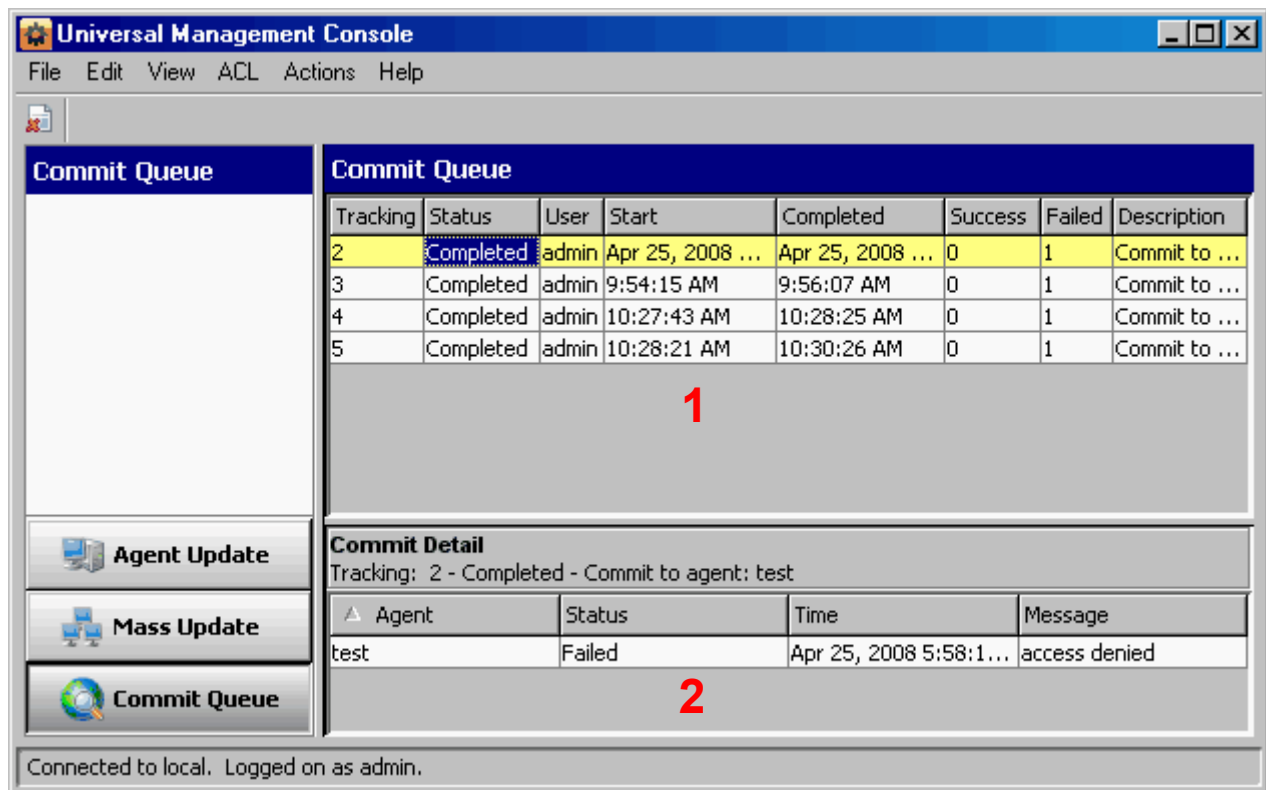 Universal Management Console
File Edit View ACL Actions Help
Commit Queue
Commit Queue
Tracking Status User Start Completed Success Failed Description
2 Completed admin Apr 25, 2008 ... Apr 25, 2008 ... 0 1 Commit to ...
3 Completed admin 9:54:15 AM 9:56:07 AM 0 1 Commit to ...
4 Completed admin 10:27:43 AM 10:28:25 AM 0 1 Commit to ...
5 Completed admin 10:28:21 AM 10:30:26 AM 0 1 Commit to ...
1
Agent Update
Mass Update
Commit Queue
Commit Detail
Tracking: 2 - Completed - Commit to agent: test
Agent Status Time Message
test Failed Apr 25, 2008 5:58:1... access denied
2
Connected to local. Logged on as admin.